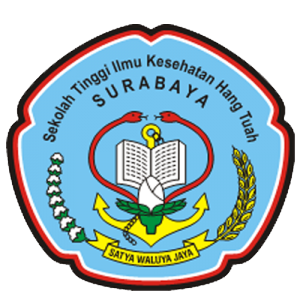 Sekolah Tinggi Ilmu Kesehatan Hang Tuah
SURABAYA
SATYA WALUYA JAYA